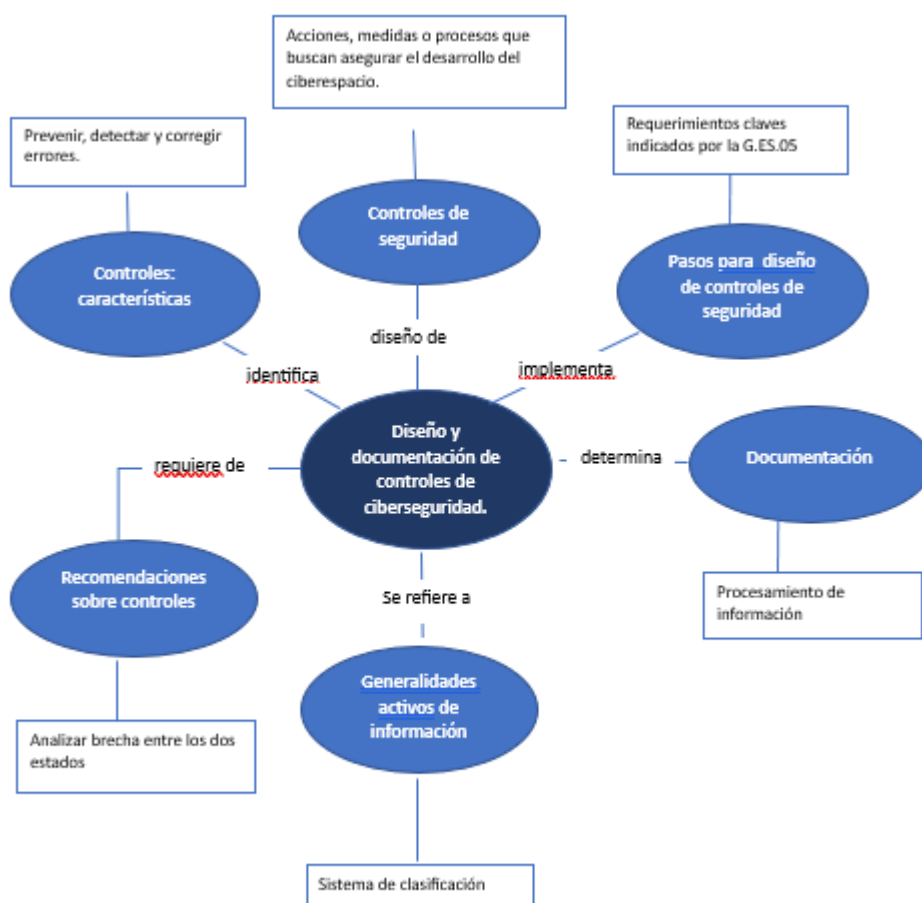 Acciones, medidas o procesos que
buscan asegurar el desarrollo del
ciberespacio.
Prevenir, detectar y corregir
errores.
Requerimientos claves
indicados por la G.ES.05
Controles de
seguridad
Controles:
características
Pasos para diseño
de controles de
seguridad
diseño de
identifica
implementa
Diseño y
documentación de
controles de
ciberseguridad.
requiere de
determina
Documentación
Recomendaciones
sobre controles
Se refiere a
Procesamiento de
información
Generalidades
activos de
información
Analizar brecha entre los dos
estados
Sistema de clasificación